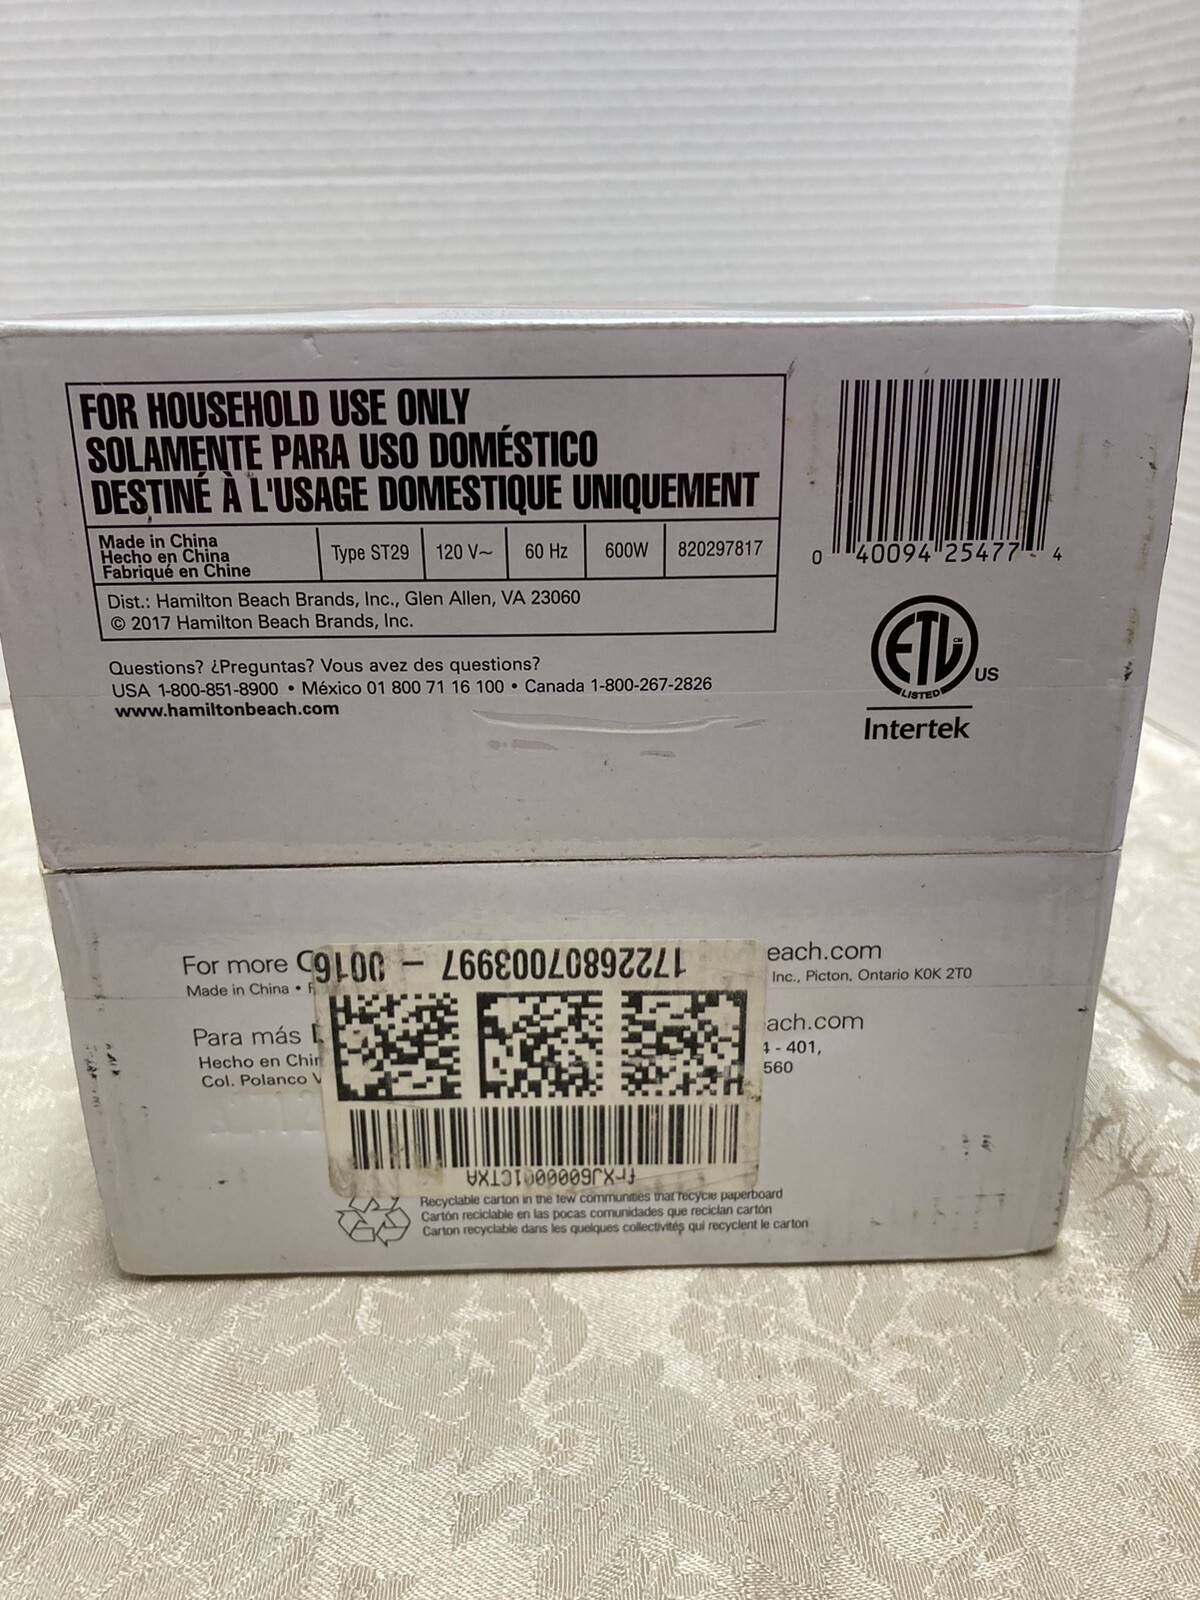 FOR HOUSEHOLD USE ONLY
SOLAMENTE PARA USO DOMÉSTICO
DESTINÉ À L'USAGE DOMESTIQUE UNIQUEMENT
Made in China
Hecho en China
Fabriqué en Chine
Type ST29
120 V~
60 Hz
600W
820297817
Dist.: Hamilton Beach Brands, Inc., Glen Allen, VA 23060
© 2017 Hamilton Beach Brands, Inc.
Questions? ¿Preguntas? Vous avez des questions?
USA 1-800-851-8900 • México 01 800 71 16 100 • Canada 1-800-267-2826
www.hamiltonbeach.com
0 40094 25477 4
ETL CM
LISTED
US
Intertek
For more
each.com
Made in China •
Inc., Picton, Ontario K0K 2T0
Para más
ach.com
Hecho en Chin
4 - 401,
Col. Polanco V
560
17226807003997 - 0016
frXJ6000001CTXA
Recyclable carton in the few communities that recycle paperboard
Cartón reciclable en las pocas comunidades que reciclan cartón
Carton recyclable dans les quelques collectivités qui recyclent le carton